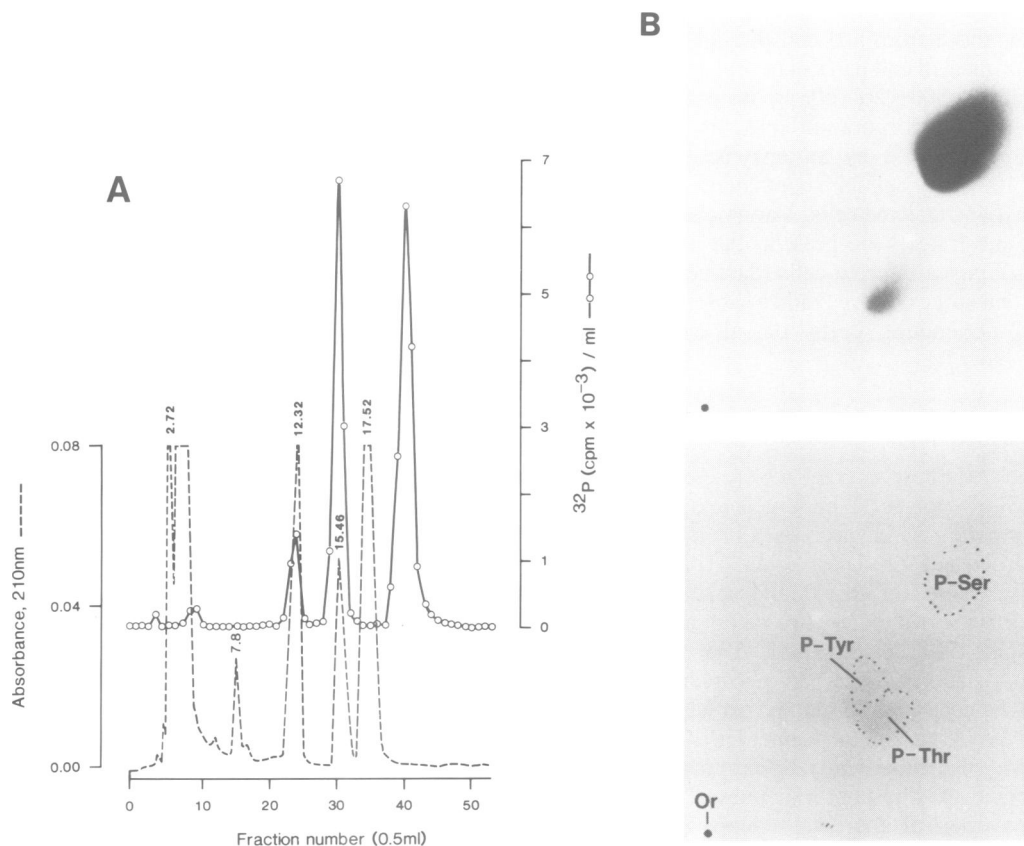 A
B
2.72
7.8
12.32
15.46
17.52
0.08
0.04
0.00
Absorbance, 210nm
7
5
3
1
0
32P (cpm x 10−3) / ml
0
10
20
30
40
50
Fraction number (0.5ml)
P-Ser
P-Tyr
P-Thr
Or